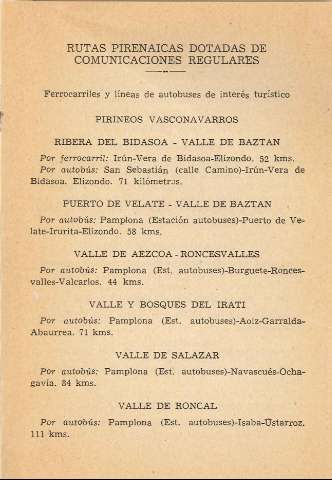 RUTAS PIRENAICAS DOTADAS DE
COMUNICACIONES REGULARES
Ferrocarriles y líneas de autobuses de interés turístico
PIRINEOS VASCONAVARROS
RIBERA DEL BIDASOA - VALLE DE BAZTAN
Por ferrocarril: Irún-Vera de Bidasoa-Elizondo. 52 kms.
Por autobús: San Sebastián (calle Camino)-Irún-Vera de
Bidasoa. Elizondo. 71 kilómetros.
PUERTO DE VELATE - VALLE DE BAZTAN
Por autobús: Pamplona (Estación autobuses)-Puerto de Ve-
late-Irurita-Elizondo. 58 kms.
VALLE DE AEZCOA - RONCESVALLES
Por autobús: Pamplona (Est. autobuses)-Burguete-Ronces-
valles-Valcarlos. 44 kms.
VALLE Y BOSQUES DEL IRATI
Por autobús: Pamplona (Est. autobuses)-Aoiz-Garralda-
Abaurrea. 71 kms.
VALLE DE SALAZAR
Por autobús: Pamplona (Est. autobuses)-Navascués-Ocha-
gavia. 84 kms.
VALLE DE RONCAL
Por autobús: Pamplona (Est. autobuses)-Isaba-Ustarroz.
111 kms.